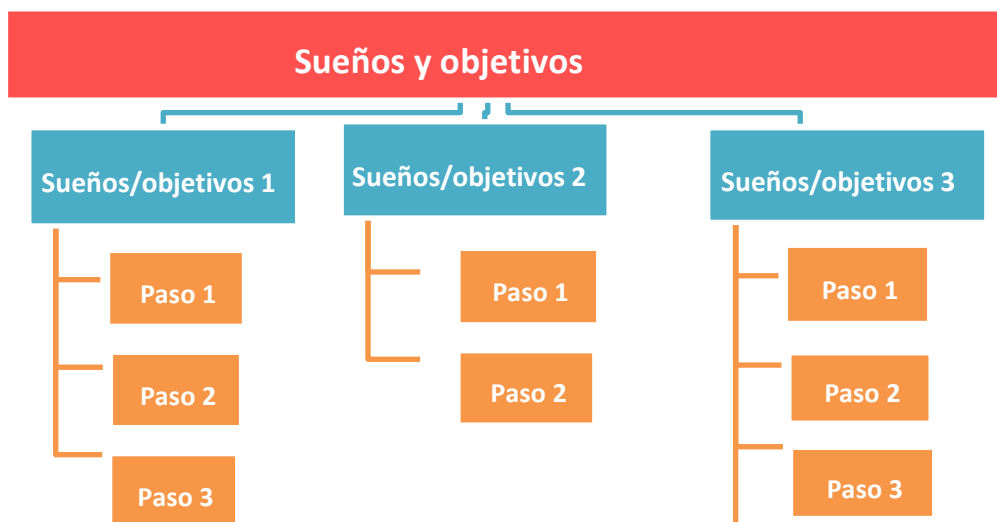 Sueños y objetivos
Sueños/objetivos 1
Paso 1
Paso 2
Paso 3
Sueños/objetivos 2
Paso 1
Paso 2
Sueños/objetivos 3
Paso 1
Paso 2
Paso 3